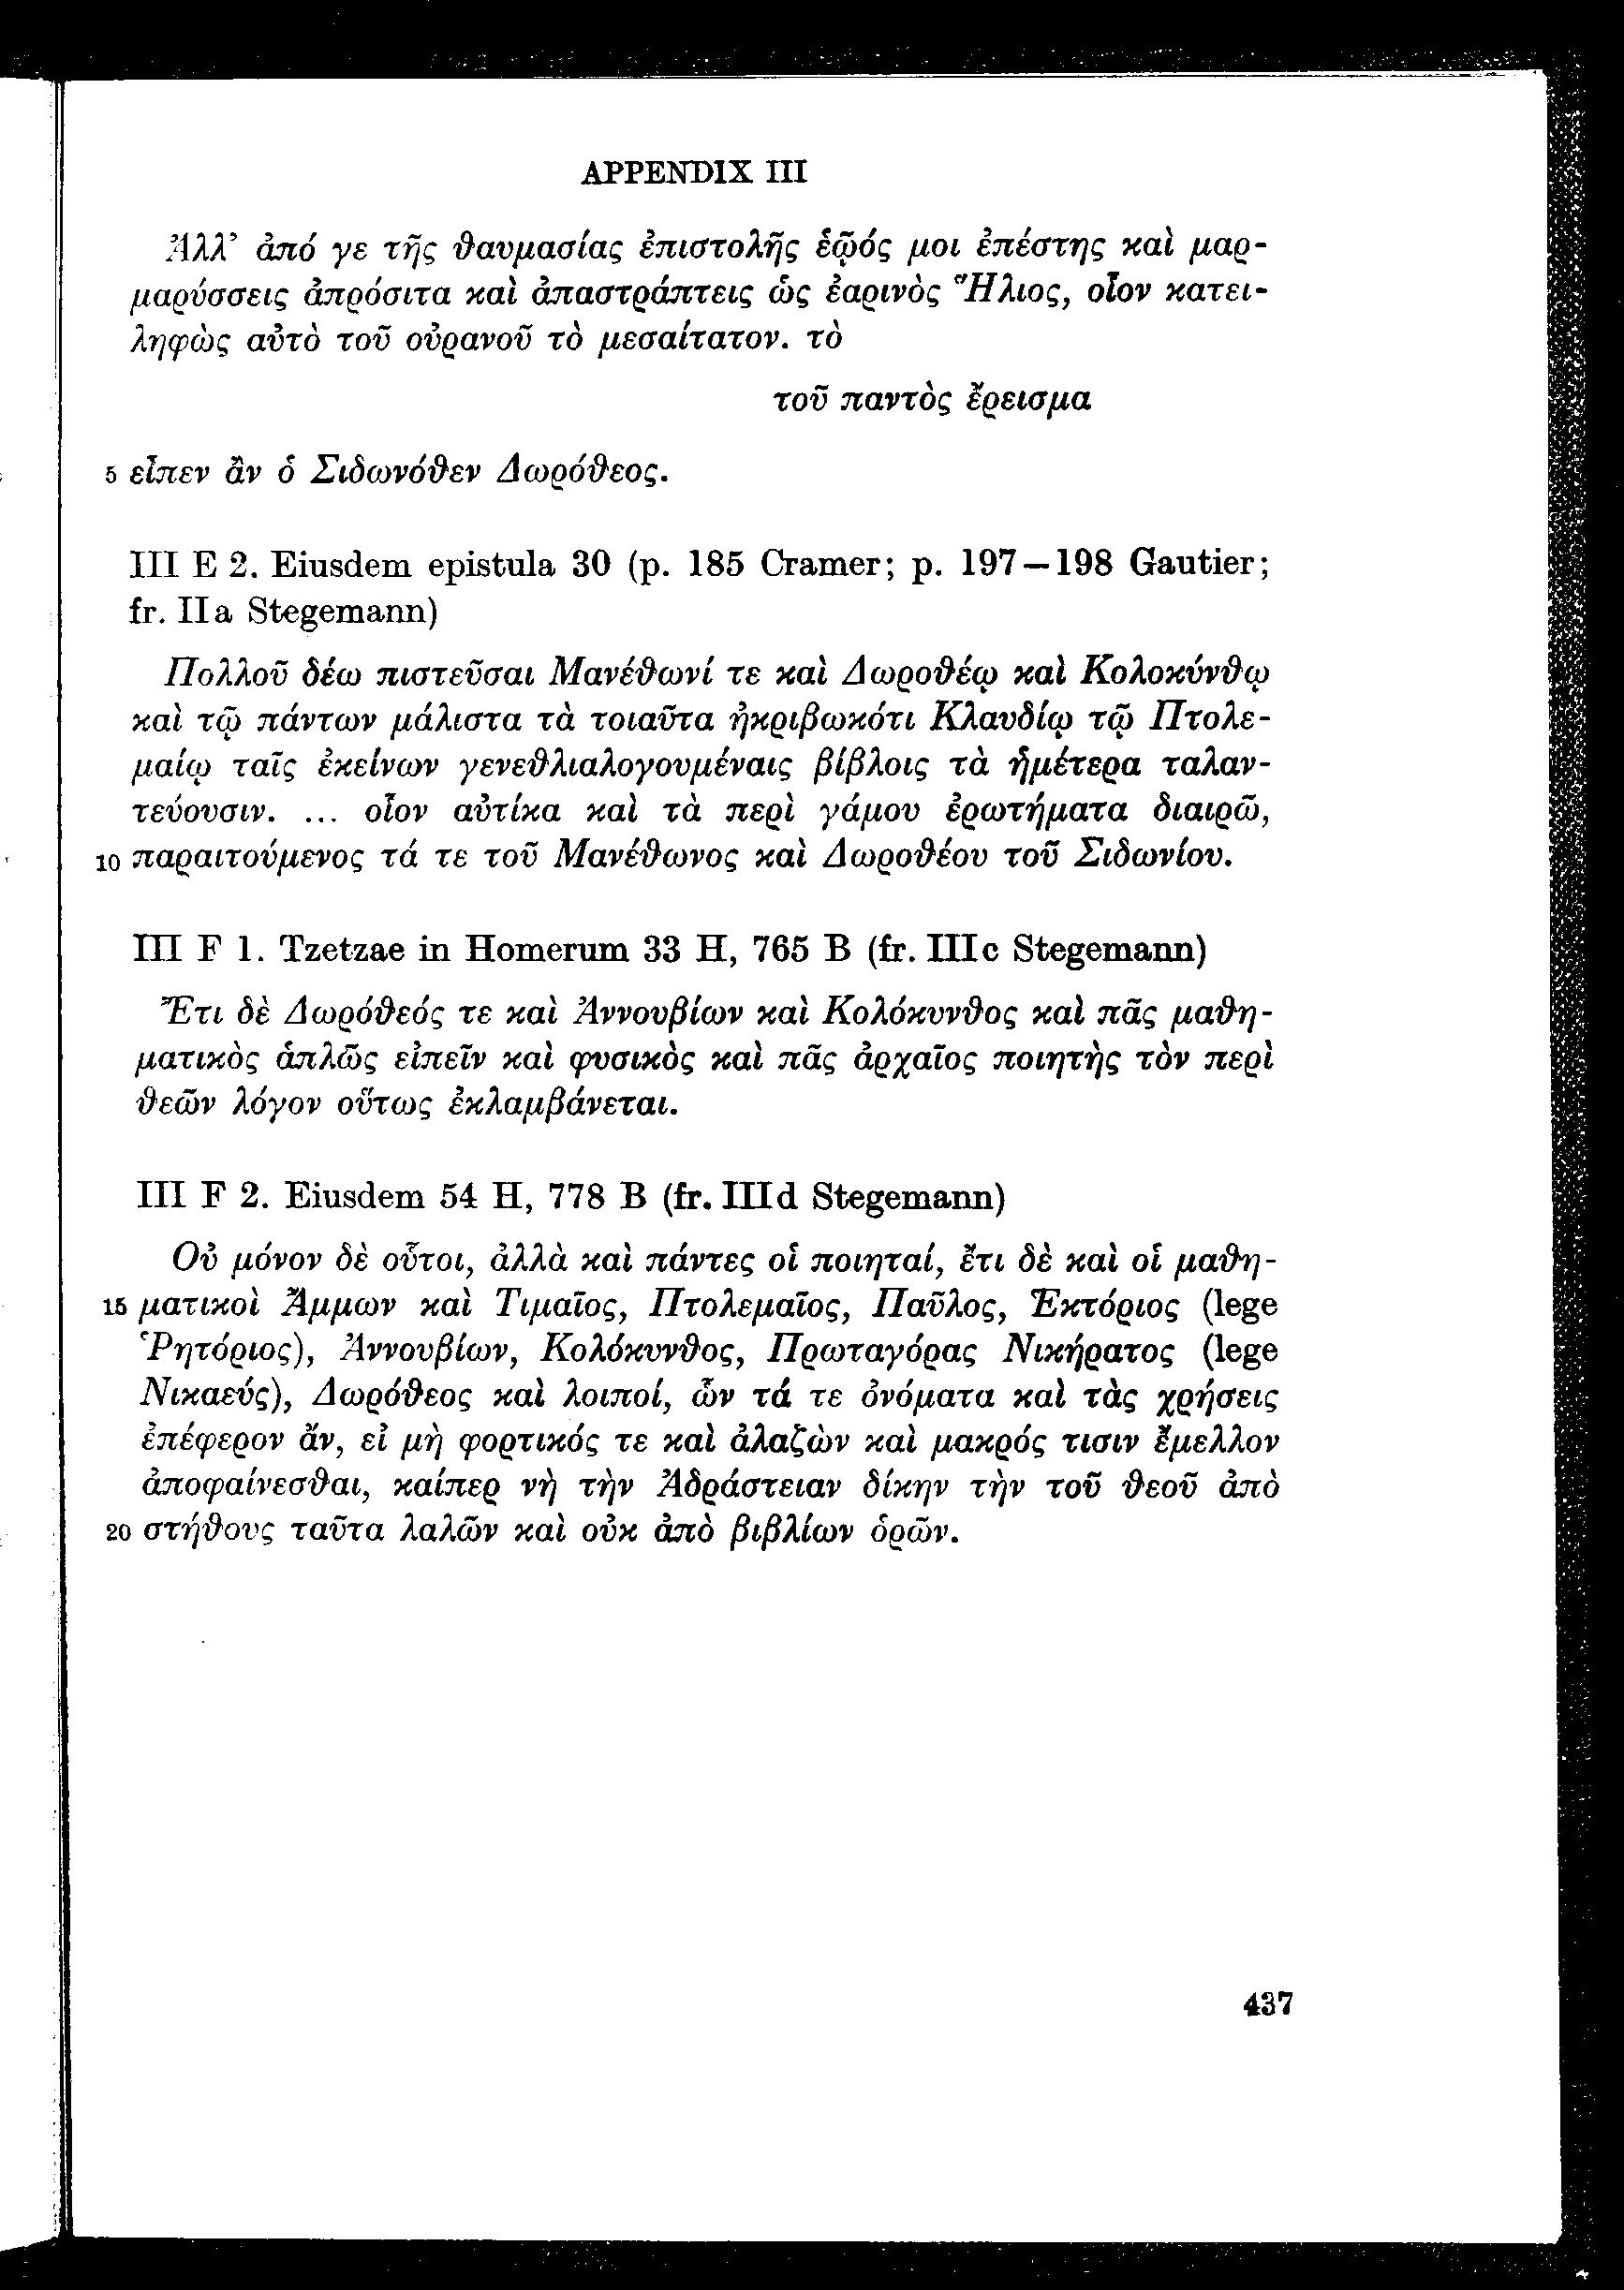 APPENDIX III
Ἀλλ’ ἀπό γε τῆς θαυμασίας ἐπιστολῆς ἑῷός μοι ἐπέστης καὶ μαρ-
μαρύσσεις ἀπρόσιτα καὶ ἀπαστράπτεις ὡς ἐαρινὸς Ἥλιος, οἷον κατει-
ληφὼς αὐτὸ τοῦ οὐρανοῦ τὸ μεσαίτατον. τὸ
τοῦ παντὸς ἔρεισμα
5 εἶπεν ἂν ὁ Σιδωνόθεν Δωρόθεος.
III E 2. Eiusdem epistula 30 (p. 185 Cramer; p. 197–198 Gautier;
fr. IIa Stegemann)
Πολλοῦ δέω πιστεῦσαι Μανέθωνί τε καὶ Δωροθέῳ καὶ Κολοκύνθῳ
καὶ τῷ πάντων μάλιστα τὰ τοιαῦτα ἠκριβωκότι Κλαυδίῳ τῷ Πτολε-
μαίῳ ταῖς ἐκείνων γενεθλιαλογουμέναις βίβλοις τὰ ἡμέτερα ταλαν-
τεύουσιν. ... οἷον αὐτίκα καὶ τὰ περὶ γάμου ἐρωτήματα διαιρῶ,
10 παραιτούμενος τά τε τοῦ Μανέθωνος καὶ Δωροθέου τοῦ Σιδωνίου.
III F 1. Tzetzae in Homerum 33 H, 765 B (fr. IIIc Stegemann)
Ἔτι δὲ Δωρόθεός τε καὶ Ἀννουβίων καὶ Κολόκυνθος καὶ πᾶς μαθη-
ματικὸς ἁπλῶς εἰπεῖν καὶ φυσικὸς καὶ πᾶς ἀρχαῖος ποιητὴς τὸν περὶ
θεῶν λόγον οὕτως ἐκλαμβάνεται.
III F 2. Eiusdem 54 H, 778 B (fr. IIId Stegemann)
Οὐ μόνον δὲ οὗτοι, ἀλλὰ καὶ πάντες οἱ ποιηταί, ἔτι δὲ καὶ οἱ μαθη-
15 ματικοὶ Ἄμμων καὶ Τιμαῖος, Πτολεμαῖος, Παῦλος, Ἑκτόριος (lege
Ῥητόριος), Ἀννουβίων, Κολόκυνθος, Πρωταγόρας Νικήρατος (lege
Νικαεύς), Δωρόθεος καὶ λοιποί, ὧν τά τε ὀνόματα καὶ τὰς χρήσεις
ἐπέφερον ἄν, εἰ μὴ φορτικός τε καὶ ἀλαζὼν καὶ μακρός τισιν ἔμελλον
ἀποφαίνεσθαι, καίπερ νὴ τὴν Ἀδράστειαν δίκην τὴν τοῦ θεοῦ ἀπὸ
20 στήθους ταῦτα λαλῶν καὶ οὐκ ἀπὸ βιβλίων ὁρῶν.
437